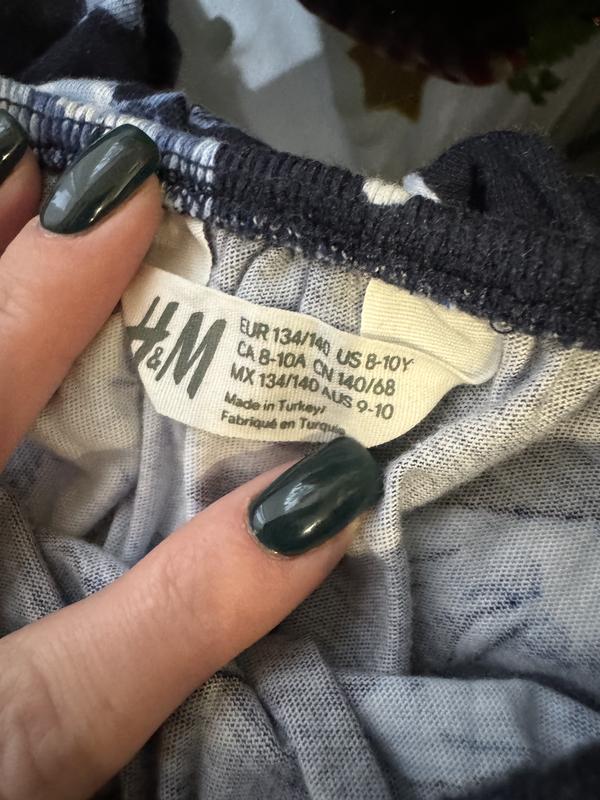 H&M
EUR 134/140 US 8-10Y
CA 8-10A CN 140/68
MX 134/140 AUS 9-10
Made in Turkey/
Fabriqué en Turquie